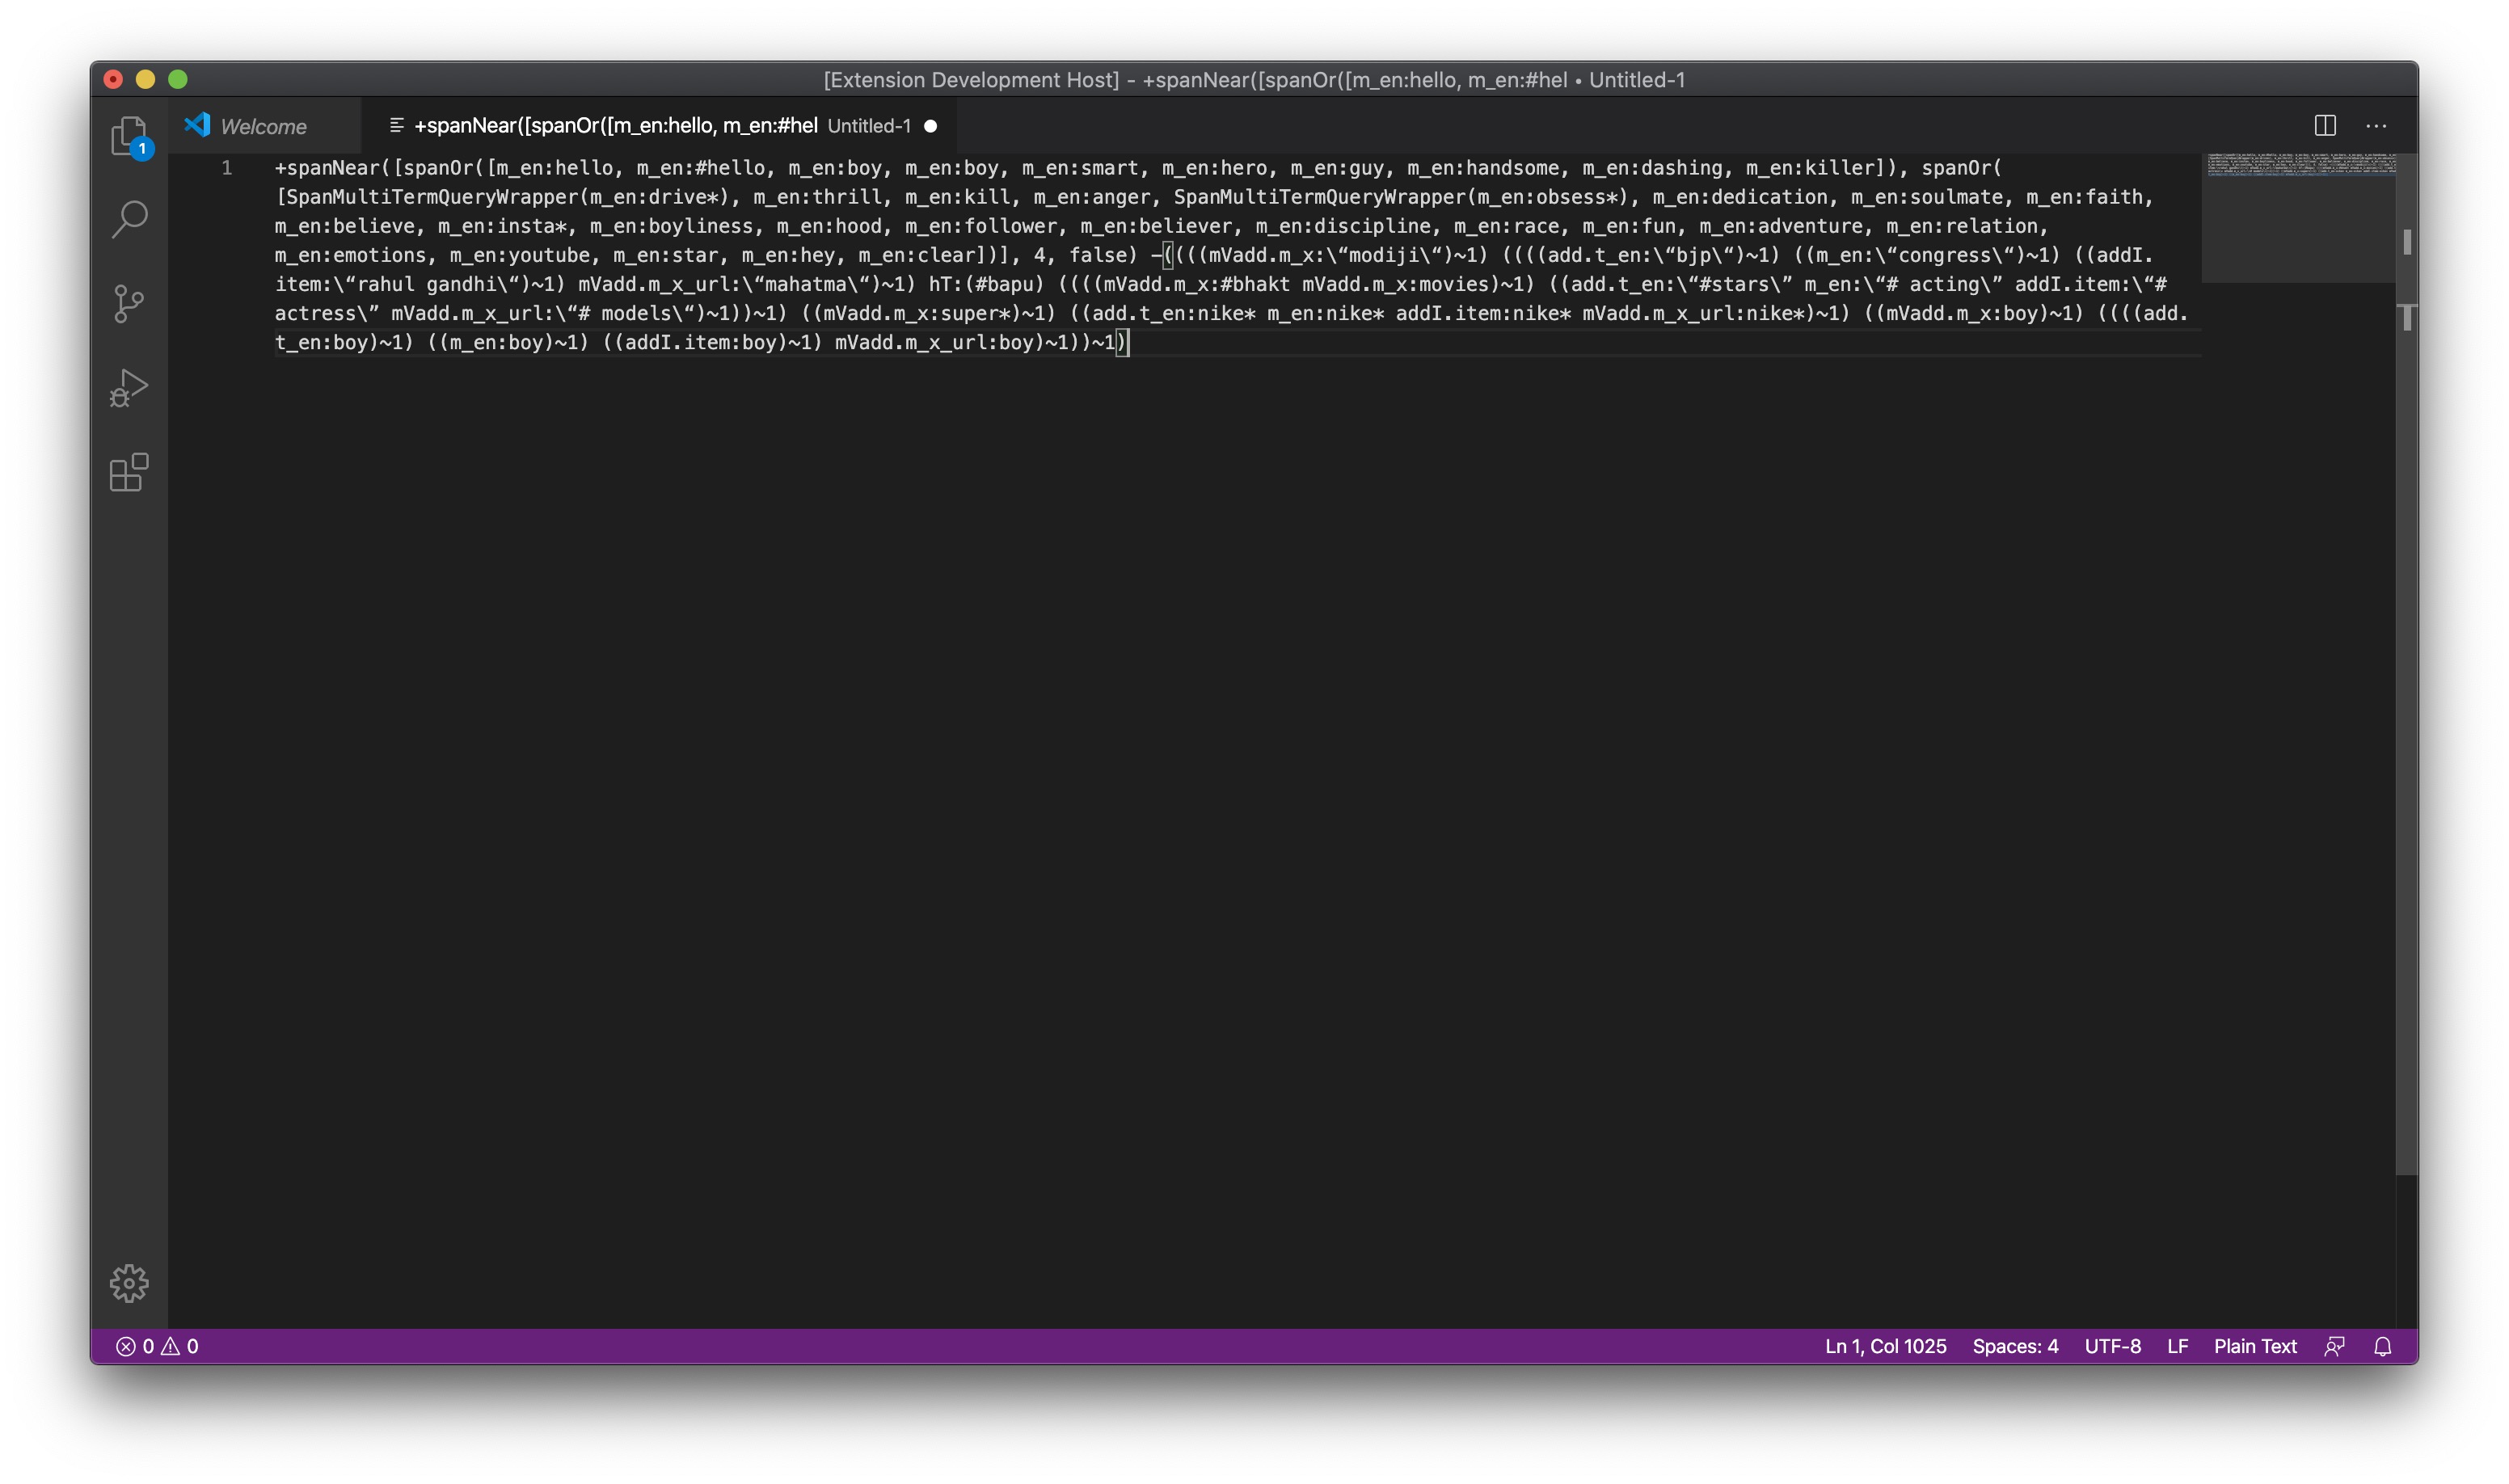 [Extension Development Host] - +spanNear([spanOr([m_en:hello, m_en:#hel • Untitled-1
1
Welcome
+spanNear([spanOr([m_en:hello, m_en:#hel Untitled-1
1
+spanNear([spanOr([m_en:hello, m_en:#hello, m_en:boy, m_en:boy, m_en:smart, m_en:hero, m_en:guy, m_en:handsome, m_en:dashing, m_en:killer]), spanOr(
[SpanMultiTermQueryWrapper(m_en:drive*), m_en:thrill, m_en:kill, m_en:anger, SpanMultiTermQueryWrapper(m_en:obsess*), m_en:dedication, m_en:soulmate, m_en:faith,
m_en:believe, m_en:insta*, m_en:boyliness, m_en:hood, m_en:follower, m_en:believer, m_en:discipline, m_en:race, m_en:fun, m_en:adventure, m_en:relation,
m_en:emotions, m_en:youtube, m_en:star, m_en:hey, m_en:clear])], 4, false) –((((mVadd.m_x:\“modiji\“)~1) ((((add.t_en:\“bjp\“)~1) ((m_en:\“congress\“)~1) ((addI.
item:\“rahul gandhi\“)~1) mVadd.m_x_url:\“mahatma\“)~1) hT:(#bapu) ((((mVadd.m_x:#bhakt mVadd.m_x:movies)~1) ((add.t_en:\“#stars\” m_en:\“# acting\” addI.item:\“#
actress\” mVadd.m_x_url:\“# models\“)~1))~1) ((mVadd.m_x:super*)~1) ((add.t_en:nike* m_en:nike* addI.item:nike* mVadd.m_x_url:nike*)~1) ((mVadd.m_x:boy)~1) ((((add.
t_en:boy)~1) ((m_en:boy)~1) ((addI.item:boy)~1) mVadd.m_x_url:boy)~1))~1)
0 0
Ln 1, Col 1025 Spaces: 4 UTF-8 LF Plain Text